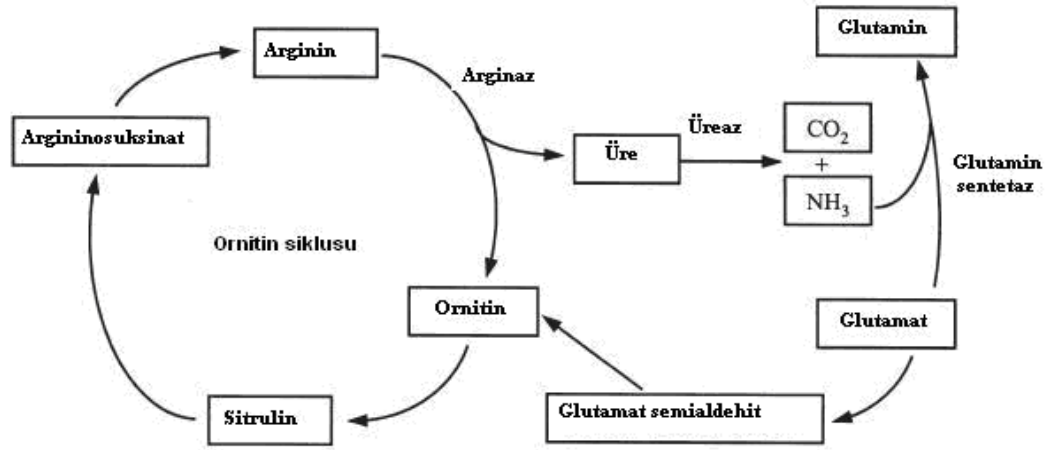 Arginin
Glutamin
Arginaz
Argininosuksinat
Üre
Üreaz
CO₂
+
NH₃
Glutamin
sentetaz
Ornitin siklusu
Ornitin
Glutamat
Sitrulin
Glutamat semialdehit